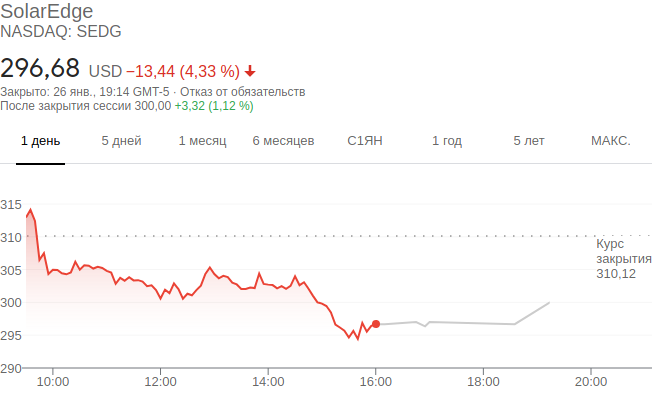 SolarEdge
NASDAQ: SEDG
296,68 USD −13,44 (4,33 %)
Закрыто: 26 янв., 19:14 GMT-5 · Отказ от обязательств
После закрытия сессии 300,00 +3,32 (1,12 %)
1 день 5 дней 1 месяц 6 месяцев С1ЯН 1 год 5 лет МАКС.
315
310
Курс
закрытия
305
310,12
300
295
290
10:00 12:00 14:00 16:00 18:00 20:00